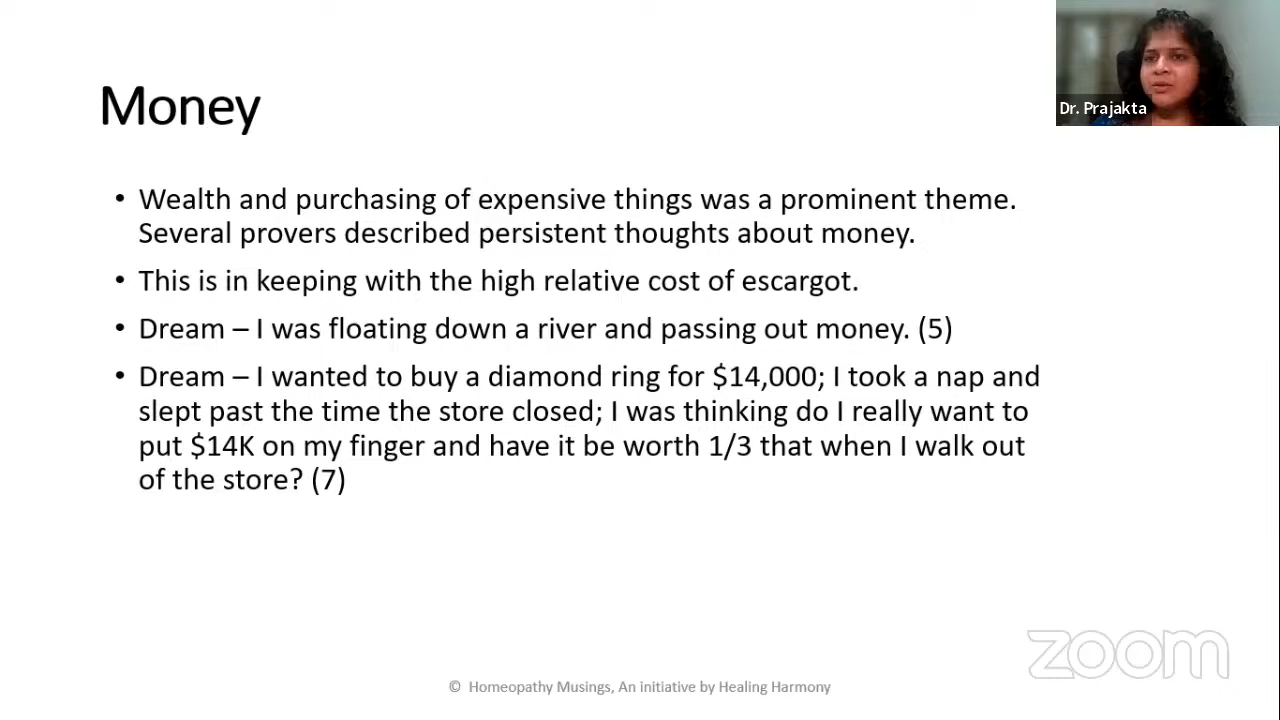 Dr. Prajakta
Money
• Wealth and purchasing of expensive things was a prominent theme.
Several provers described persistent thoughts about money.
• This is in keeping with the high relative cost of escargot.
• Dream – I was floating down a river and passing out money. (5)
• Dream – I wanted to buy a diamond ring for $14,000; I took a nap and
slept past the time the store closed; I was thinking do I really want to
put $14K on my finger and have it be worth 1/3 that when I walk out
of the store? (7)
zoom
© Homeopathy Musings, An initiative by Healing Harmony